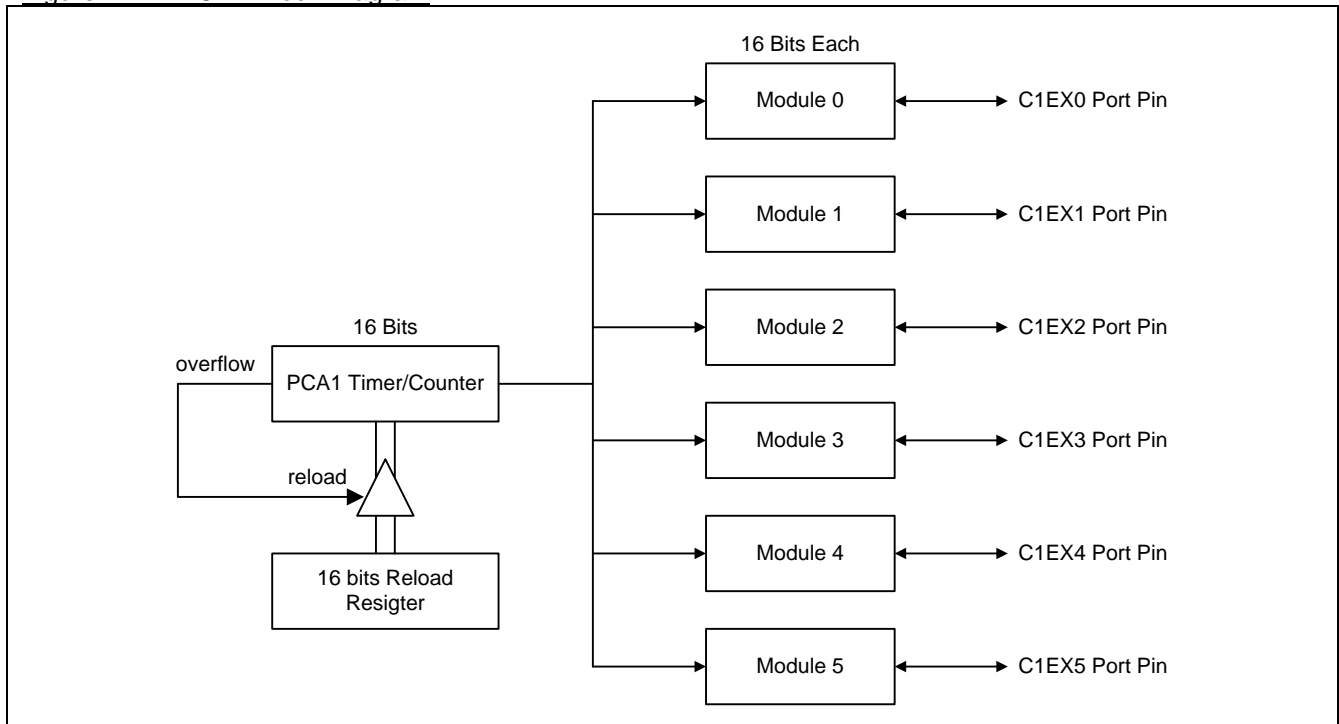 16 Bits Each
Module 0
C1EX0 Port Pin
Module 1
C1EX1 Port Pin
Module 2
C1EX2 Port Pin
16 Bits
overflow
PCA1 Timer/Counter
Module 3
C1EX3 Port Pin
reload
Module 4
C1EX4 Port Pin
16 bits Reload
Resigter
Module 5
C1EX5 Port Pin